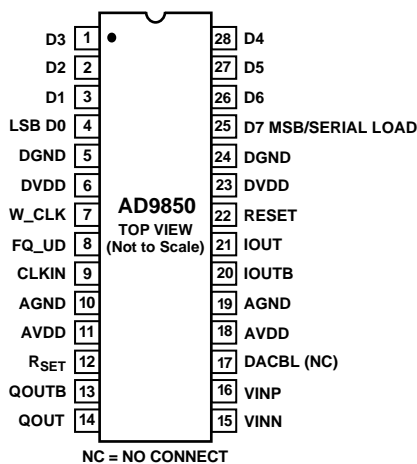 D3 1 28 D4
D2 2 27 D5
D1 3 26 D6
LSB D0 4 25 D7 MSB/SERIAL LOAD
DGND 5 24 DGND
DVDD 6 23 DVDD
W_CLK 7 AD9850 22 RESET
FQ_UD 8 TOP VIEW 21 IOUT
CLKIN 9 (Not to Scale) 20 IOUTB
AGND 10 19 AGND
AVDD 11 18 AVDD
RSET 12 17 DACBL (NC)
QOUTB 13 16 VINP
QOUT 14 15 VINN
NC = NO CONNECT